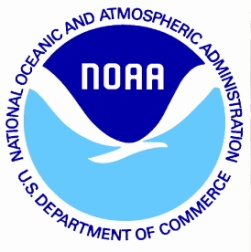 NATIONAL OCEANIC AND ATMOSPHERIC ADMINISTRATION
NOAA
U.S. DEPARTMENT OF COMMERCE